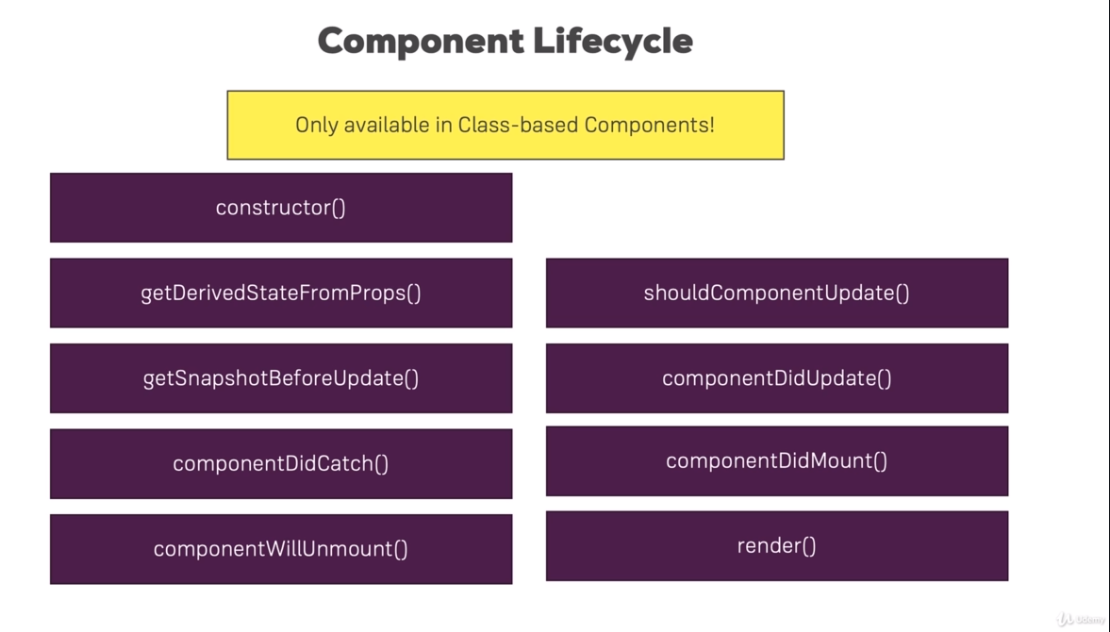 Component Lifecycle
Only available in Class-based Components!
constructor()
getDerivedStateFromProps()
shouldComponentUpdate()
getSnapshotBeforeUpdate()
componentDidUpdate()
componentDidCatch()
componentDidMount()
componentWillUnmount()
render()
Udemy